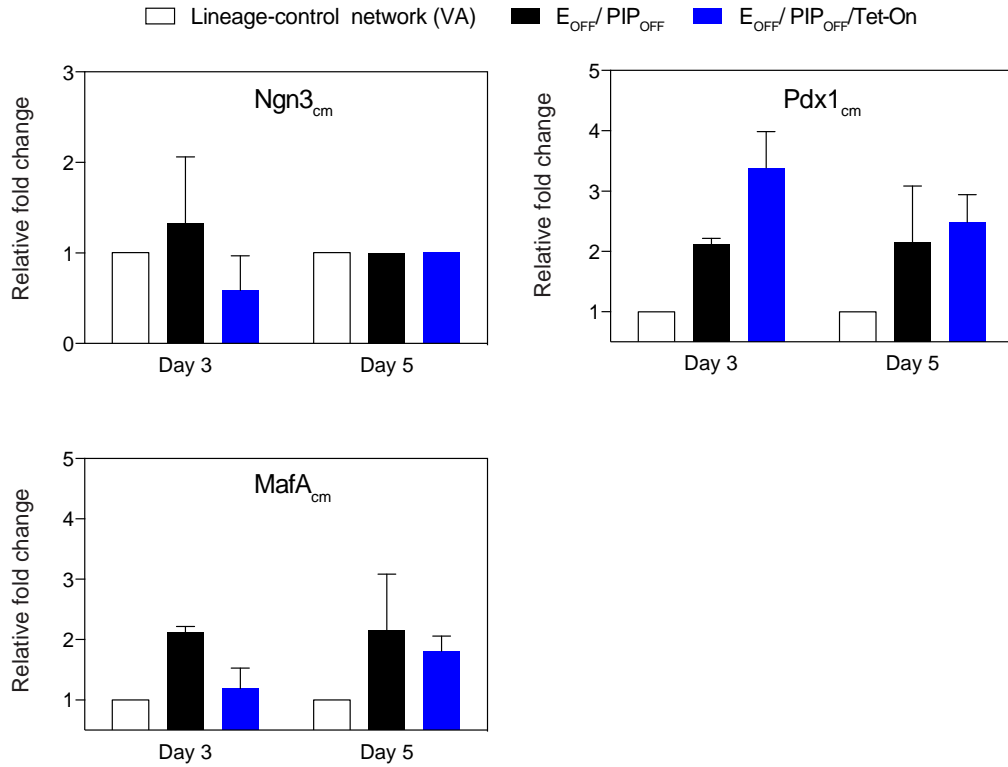 Lineage-control network (VA) E_OFF/ PIP_OFF E_OFF/ PIP_OFF/Tet-On
Ngn3_cm
Relative fold change
3
2
1
0
Day 3 Day 5
Pdx1_cm
Relative fold change
5
4
3
2
1
Day 3 Day 5
MafA_cm
Relative fold change
5
4
3
2
1
Day 3 Day 5